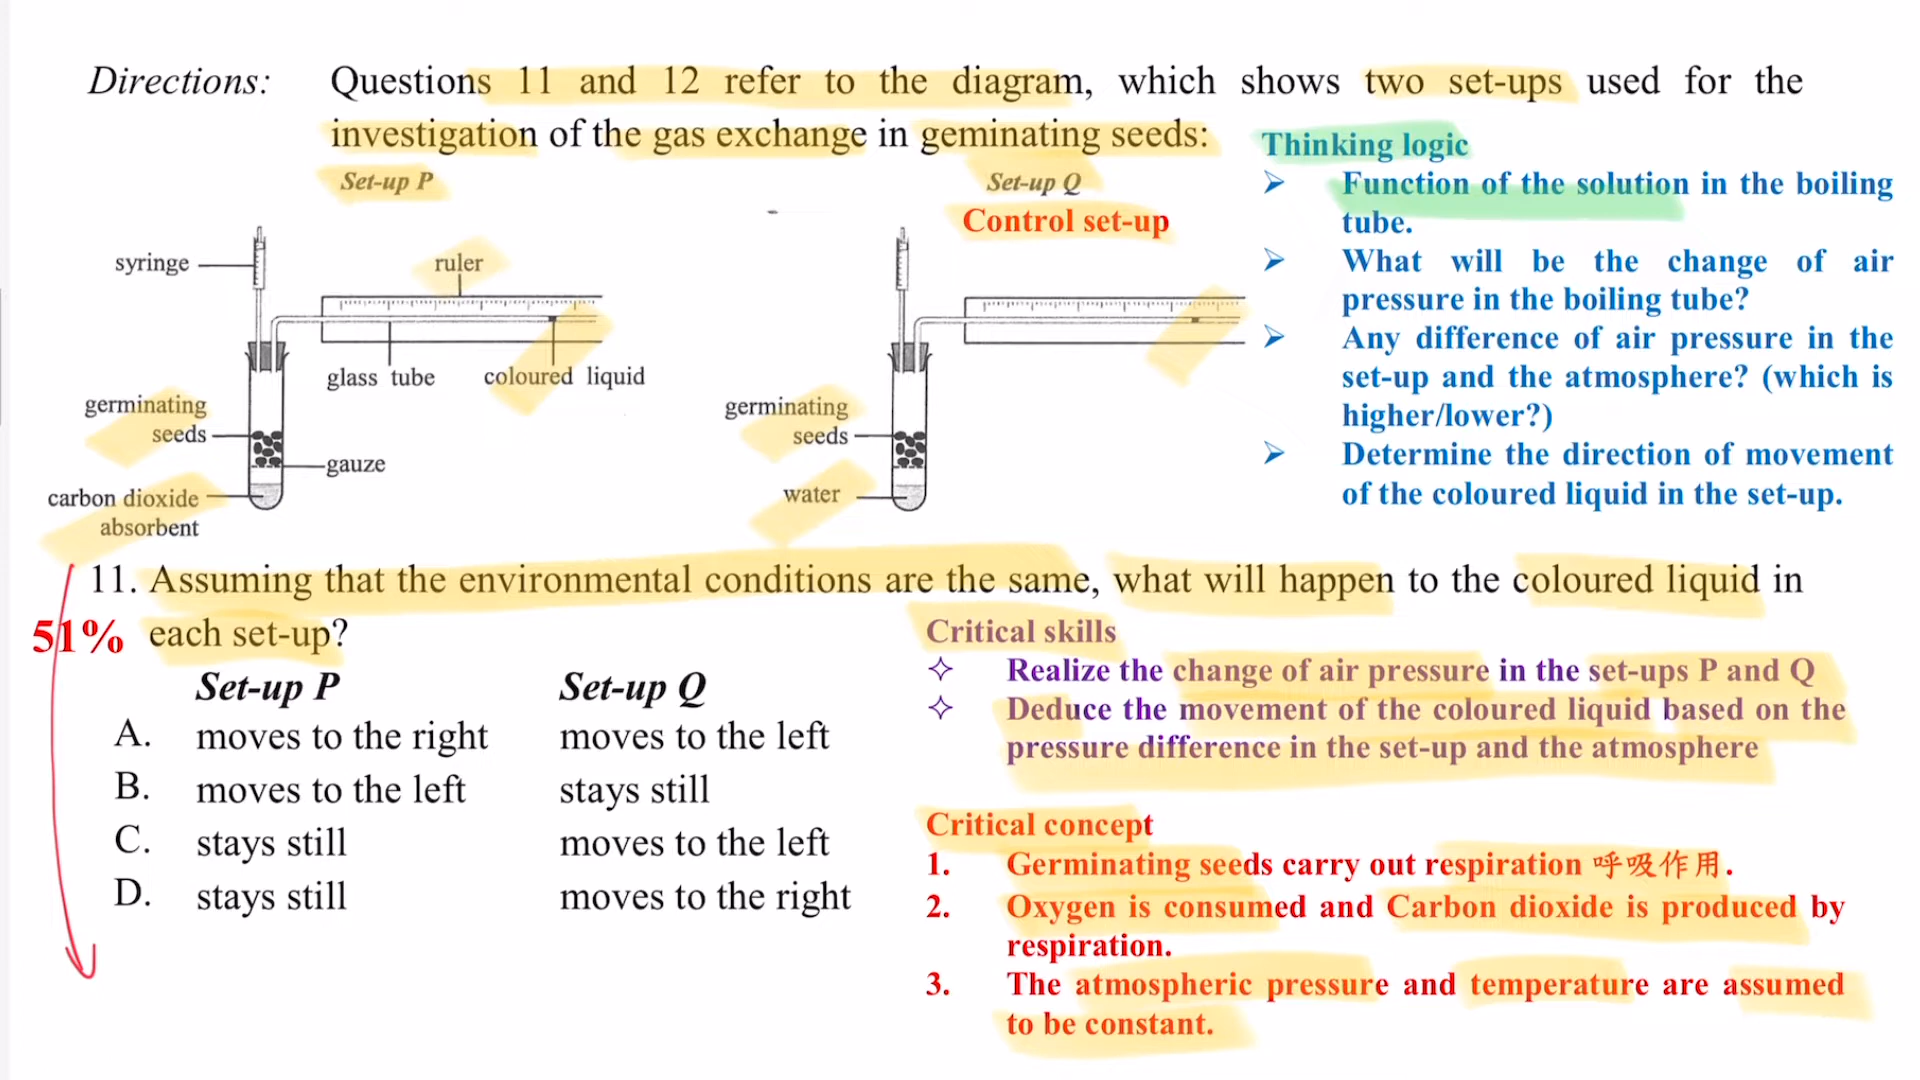 Directions: Questions 11 and 12 refer to the diagram, which shows two set-ups used for the
investigation of the gas exchange in geminating seeds:
Set-up P
Set-up Q
Control set-up
syringe
ruler
glass tube
coloured liquid
germinating
seeds
gauze
carbon dioxide
absorbent
germinating
seeds
water
Thinking logic
➢ Function of the solution in the boiling
tube.
➢ What will be the change of air
pressure in the boiling tube?
➢ Any difference of air pressure in the
set-up and the atmosphere? (which is
higher/lower?)
➢ Determine the direction of movement
of the coloured liquid in the set-up.
11. Assuming that the environmental conditions are the same, what will happen to the coloured liquid in
51% each set-up?
Set-up P Set-up Q
A. moves to the right moves to the left
B. moves to the left stays still
C. stays still moves to the left
D. stays still moves to the right
Critical skills
✧ Realize the change of air pressure in the set-ups P and Q
✧ Deduce the movement of the coloured liquid based on the
pressure difference in the set-up and the atmosphere
Critical concept
1. Germinating seeds carry out respiration 呼吸作用.
2. Oxygen is consumed and Carbon dioxide is produced by
respiration.
3. The atmospheric pressure and temperature are assumed
to be constant.